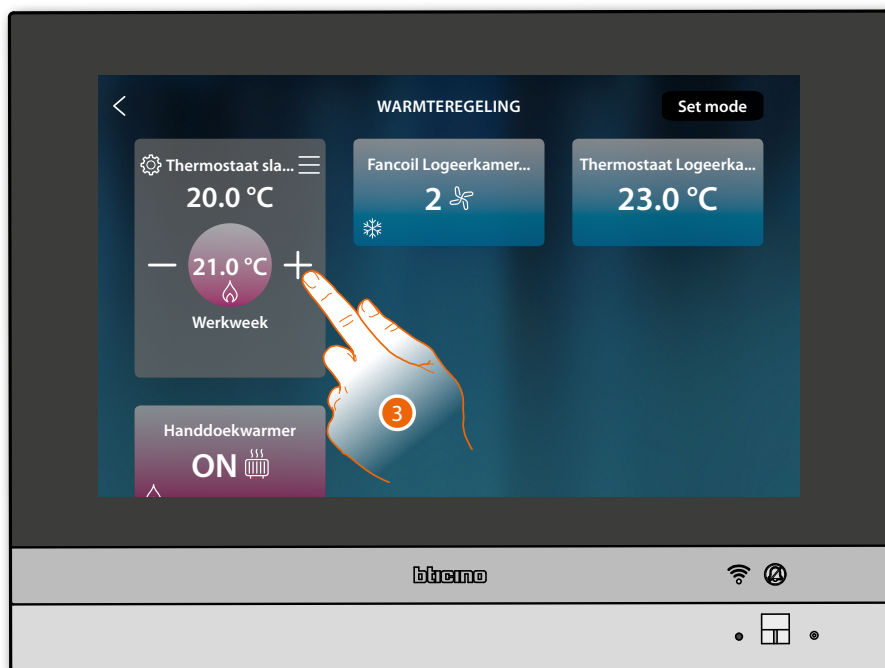 WARMTEREGELING
Set mode
Thermostaat sla...
20.0 °C
21.0 °C
Werkweek
Fancoil Logeerkamer...
2
Thermostaat Logeerka...
23.0 °C
3
Handdoekwarmer
ON
bticino